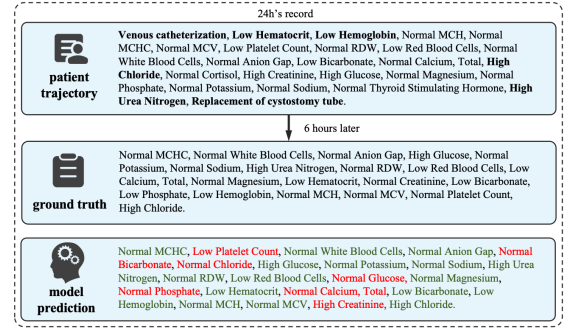 24h's record
Venous catheterization, Low Hematocrit, Low Hemoglobin, Normal MCH, Normal
MCHC, Normal MCV, Low Platelet Count, Normal RDW, Low Red Blood Cells, Normal
White Blood Cells, Normal Anion Gap, Low Bicarbonate, Normal Calcium, Total, High
Chloride, Normal Cortisol, High Creatinine, High Glucose, Normal Magnesium, Normal
Phosphate, Normal Potassium, Normal Sodium, Normal Thyroid Stimulating Hormone, High
Urea Nitrogen, Replacement of cystostomy tube.
patient
trajectory
6 hours later
Normal MCHC, Normal White Blood Cells, Normal Anion Gap, High Glucose, Normal
Potassium, Normal Sodium, High Urea Nitrogen, Normal RDW, Low Red Blood Cells, Low
Calcium, Total, Normal Magnesium, Low Hematocrit, Normal Creatinine, Low Bicarbonate,
Low Phosphate, Low Hemoglobin, Normal MCH, Normal MCV, Normal Platelet Count,
High Chloride.
ground truth
Normal MCHC, Low Platelet Count, Normal White Blood Cells, Normal Anion Gap, Normal
Bicarbonate, Normal Chloride, High Glucose, Normal Potassium, Normal Sodium, High Urea
Nitrogen, Normal RDW, Low Red Blood Cells, Normal Glucose, Normal Magnesium,
Normal Phosphate, Low Hematocrit, Normal Calcium, Total, Low Bicarbonate, Low
Hemoglobin, Normal MCH, Normal MCV, High Creatinine, High Chloride.
model
prediction